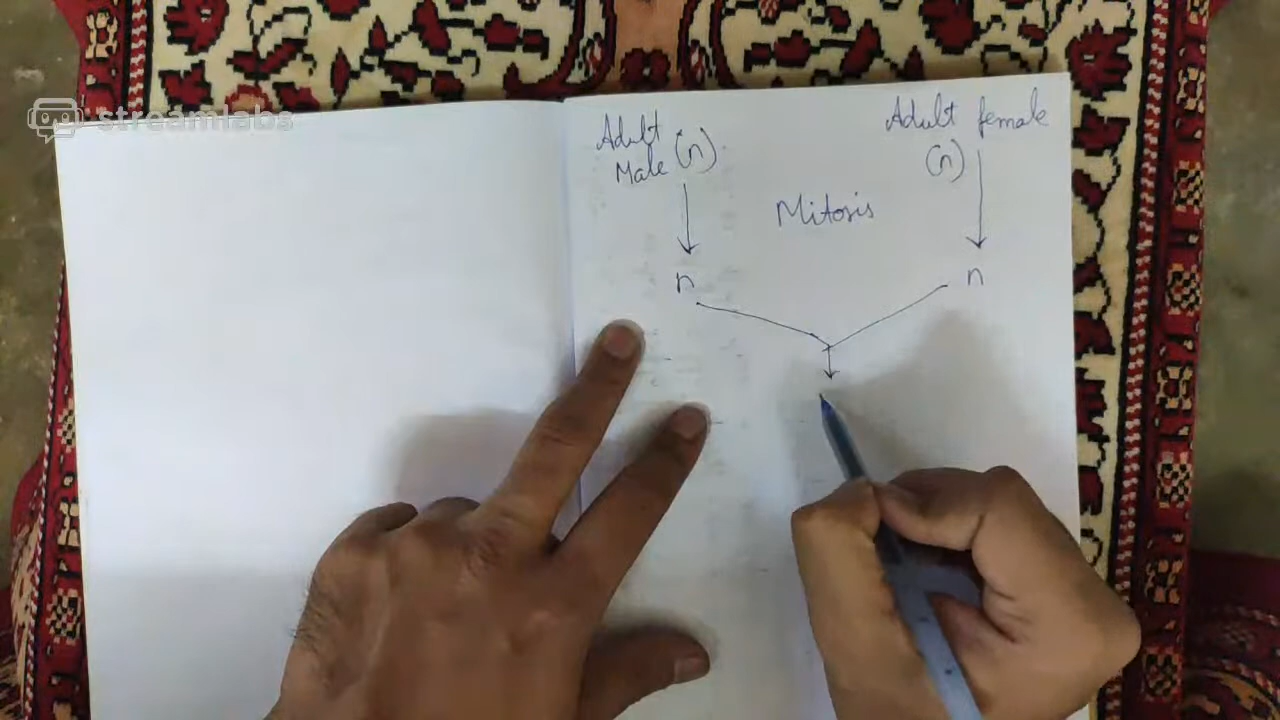 streamlabs
Adult
Male (n)
Adult female
(n)
Mitosis
n
n